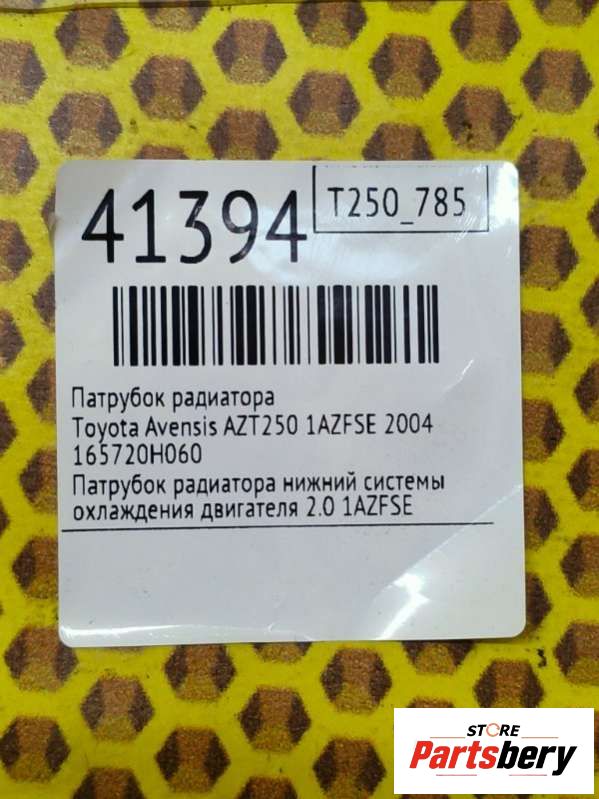 41394
T250_785
Патрубок радиатора
Toyota Avensis AZT250 1AZFSE 2004
165720H060
Патрубок радиатора нижний системы
охлаждения двигателя 2.0 1AZFSE
STORE
Partsbery